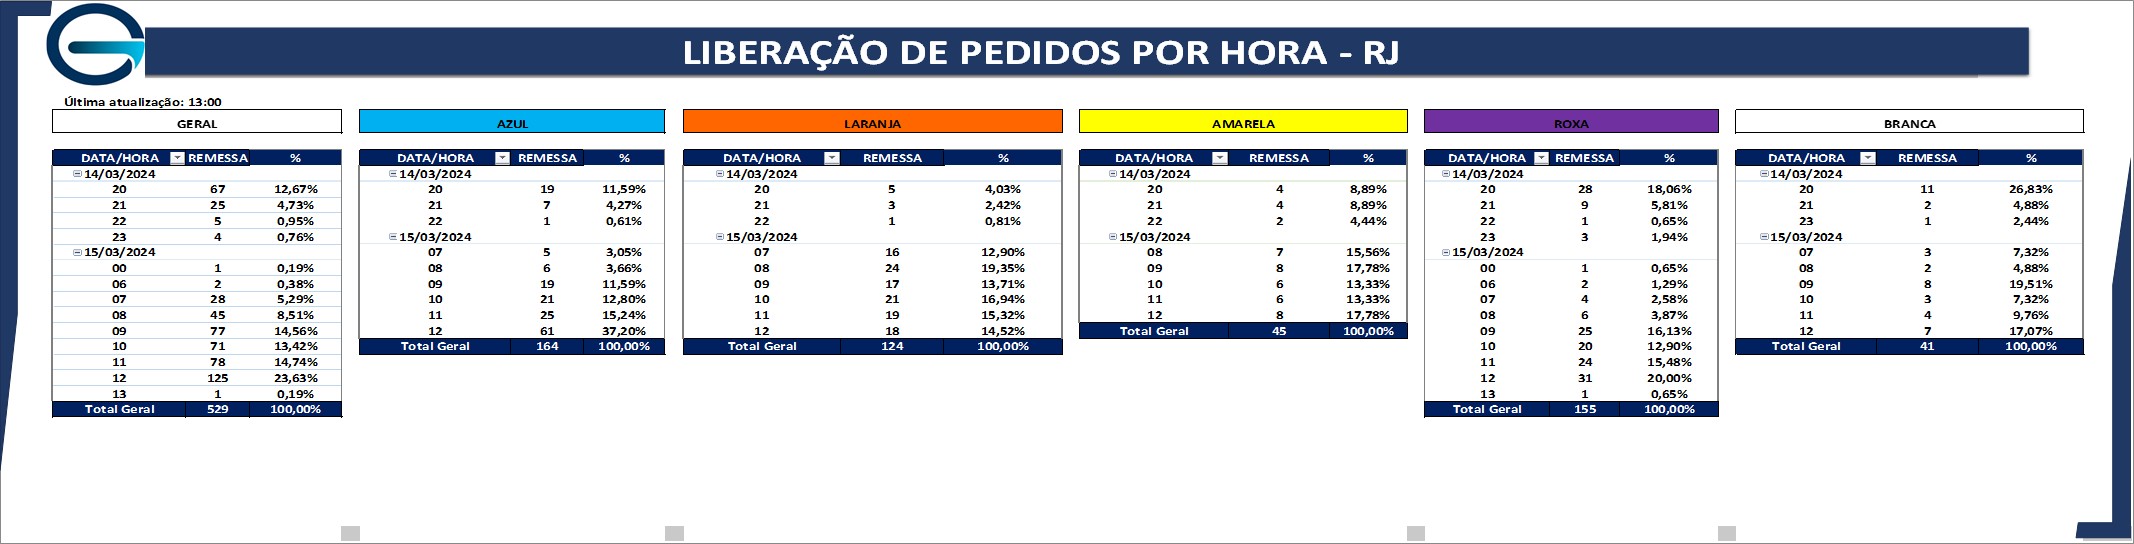 LIBERAÇÃO DE PEDIDOS POR HORA - RJ
Última atualização: 13:00
GERAL
DATA/HORA REMESSA %
14/03/2024
20 67 12,67%
21 25 4,73%
22 5 0,95%
23 4 0,76%
15/03/2024
00 1 0,19%
06 2 0,38%
07 28 5,29%
08 45 8,51%
09 77 14,56%
10 71 13,42%
11 78 14,74%
12 125 23,63%
13 1 0,19%
Total Geral 529 100,00%
AZUL
DATA/HORA REMESSA %
14/03/2024
20 19 11,59%
21 7 4,27%
22 1 0,61%
15/03/2024
07 5 3,05%
08 6 3,66%
09 19 11,59%
10 21 12,80%
11 25 15,24%
12 61 37,20%
Total Geral 164 100,00%
LARANJA
DATA/HORA REMESSA %
14/03/2024
20 5 4,03%
21 3 2,42%
22 1 0,81%
15/03/2024
07 16 12,90%
08 24 19,35%
09 17 13,71%
10 21 16,94%
11 19 15,32%
12 18 14,52%
Total Geral 124 100,00%
AMARELA
DATA/HORA REMESSA %
14/03/2024
20 4 8,89%
21 4 8,89%
22 2 4,44%
15/03/2024
08 7 15,56%
09 8 17,78%
10 6 13,33%
11 6 13,33%
12 8 17,78%
Total Geral 45 100,00%
ROXA
DATA/HORA REMESSA %
14/03/2024
20 28 18,06%
21 9 5,81%
22 1 0,65%
23 3 1,94%
15/03/2024
00 1 0,65%
06 2 1,29%
07 4 2,58%
08 6 3,87%
09 25 16,13%
10 20 12,90%
11 24 15,48%
12 31 20,00%
13 1 0,65%
Total Geral 155 100,00%
BRANCA
DATA/HORA REMESSA %
14/03/2024
20 11 26,83%
21 2 4,88%
23 1 2,44%
15/03/2024
07 3 7,32%
08 2 4,88%
09 8 19,51%
10 3 7,32%
11 4 9,76%
12 7 17,07%
Total Geral 41 100,00%